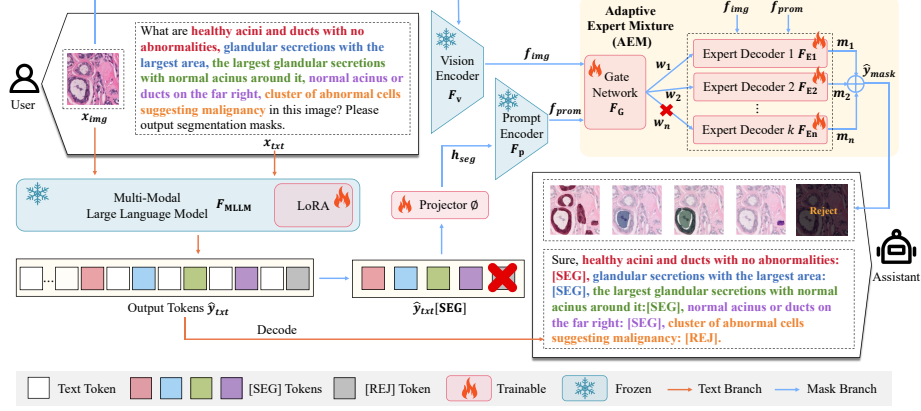 What are healthy acini and ducts with no
abnormalities, glandular secretions with the
largest area, the largest glandular secretions
with normal acinus around it, normal acinus or
ducts on the far right, cluster of abnormal cells
suggesting malignancy in this image? Please
output segmentation masks.
User
x_img
x_txt
Vision
Encoder
F_v
f_img
Prompt
Encoder
F_p
f_prom
h_seg
Adaptive
Expert Mixture
(AEM)
f_img
f_prom
Gate
Network
F_G
w_1
w_2
w_n
Expert Decoder 1 F_E1
Expert Decoder 2 F_E2
⋮
Expert Decoder k F_En
m_1
m_2
m_n
ŷ_mask
Multi-Modal
Large Language Model
F_MLLM
LoRA
Projector ∅
...
Output Tokens ŷ_txt
ŷ_txt[SEG]
Decode
Reject
Sure, healthy acini and ducts with no abnormalities:
[SEG], glandular secretions with the largest area:
[SEG], the largest glandular secretions with normal
acinus around it:[SEG], normal acinus or ducts on
the far right: [SEG], cluster of abnormal cells
suggesting malignancy: [REJ].
Assistant
Text Token
[SEG] Tokens
[REJ] Token
Trainable
Frozen
Text Branch
Mask Branch